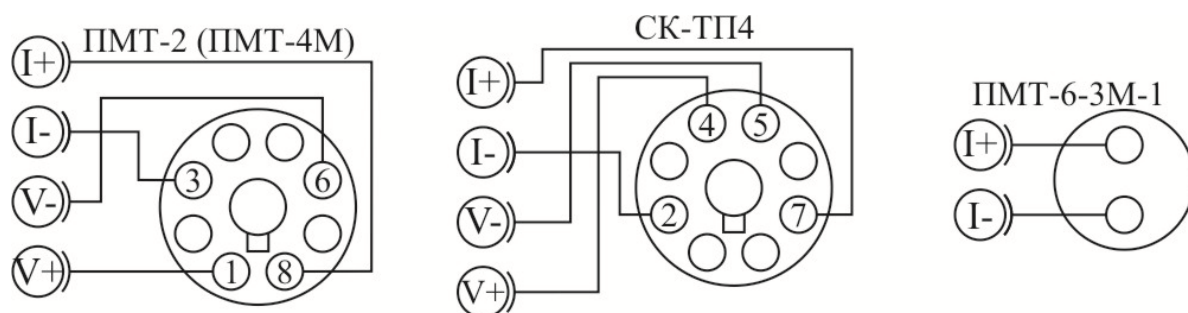 ПМТ-2 (ПМТ-4М)
I+
I-
V-
V+
3
6
1
8
СК-ТП4
I+
I-
V-
V+
4
5
2
7
ПМТ-6-3М-1
I+
I-